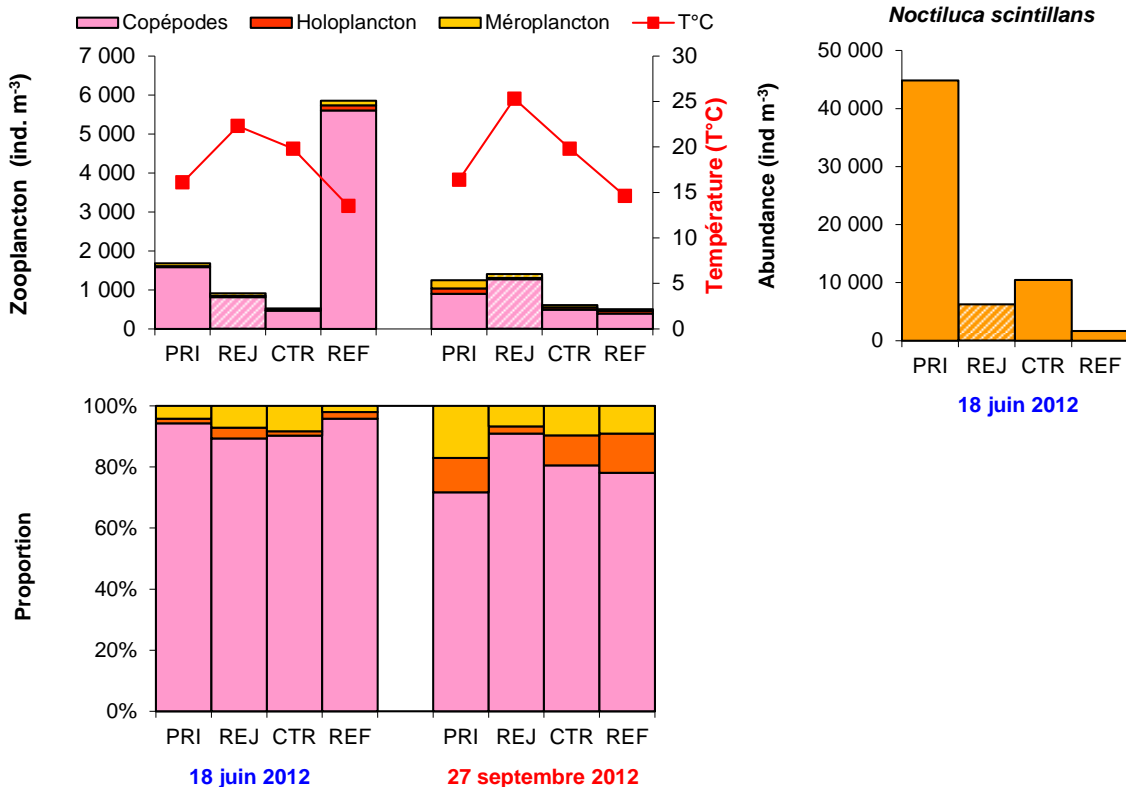 Copépodes Holoplancton Méroplancton T°C
Zooplancton (ind. m-3)
7 000
6 000
5 000
4 000
3 000
2 000
1 000
0
30
25
20
15
10
5
0
Température (T°C)
PRI REJ CTR REF PRI REJ CTR REF
Noctiluca scintillans
Abundance (ind m-3)
50 000
40 000
30 000
20 000
10 000
0
PRI REJ CTR REF
18 juin 2012
Proportion
100%
80%
60%
40%
20%
0%
PRI REJ CTR REF PRI REJ CTR REF
18 juin 2012 27 septembre 2012